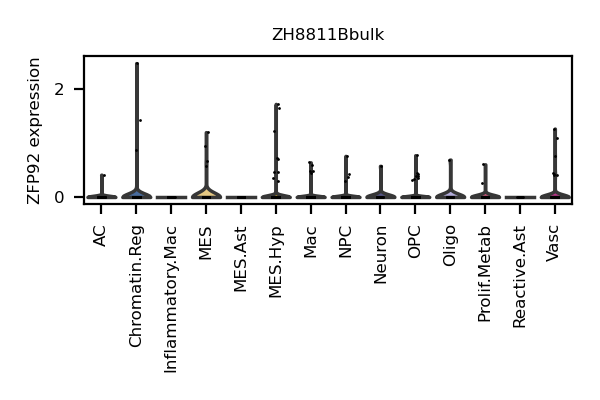 ZH8811Bbulk
ZFP92 expression
2
0
AC
Chromatin.Reg
Inflammatory.Mac
MES
MES.Ast
MES.Hyp
Mac
NPC
Neuron
OPC
Oligo
Prolif.Metab
Reactive.Ast
Vasc